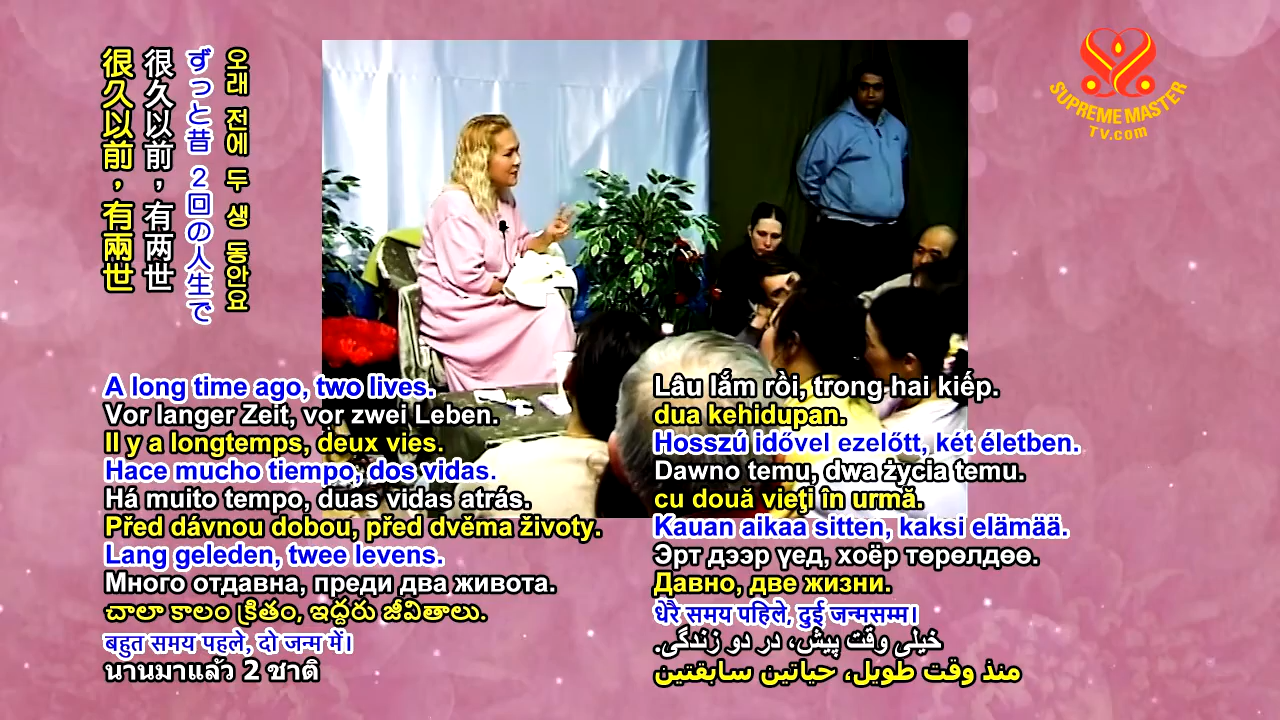 很久以前，有兩世
很久以前，有两世
ずっと昔 2回の人生で
오래 전에 두 생 동안요
SUPREME MASTER
TV.com
A long time ago, two lives.
Vor langer Zeit, vor zwei Leben.
Il y a longtemps, deux vies.
Hace mucho tiempo, dos vidas.
Há muito tempo, duas vidas atrás.
Před dávnou dobou, před dvěma životy.
Lang geleden, twee levens.
Много отдавна, преди два живота.
చాలా కాలం క్రితం, ఇద్దరు జీవితాలు.
बहुत समय पहले, दो जन्म में।
นานมาแล้ว 2 ชาติ
Lâu lắm rồi, trong hai kiếp.
dua kehidupan.
Hosszú idővel ezelőtt, két életben.
Dawno temu, dwa życia temu.
cu două vieţi în urmă.
Kauan aikaa sitten, kaksi elämää.
Эрт дээр үед, хоёр төрөлдөө.
Давно, две жизни.
धेरै समय पहिले, दुई जन्मसम्म।
خیلی وقت پیش، در دو زندگی.
منذ وقت طويل، حياتين سابقتين